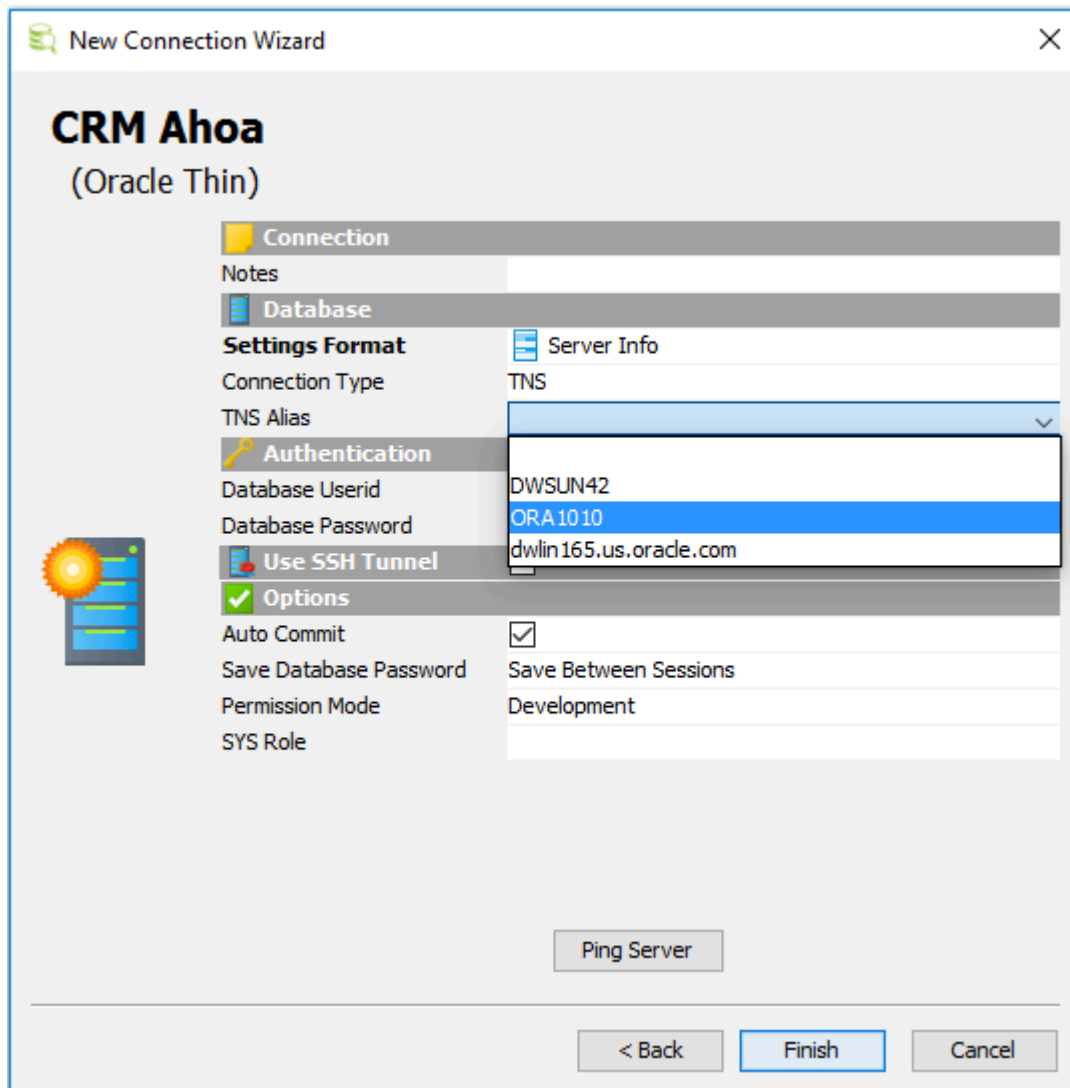 New Connection Wizard
CRM Ahoa
(Oracle Thin)
Connection
Notes
Database
Settings Format Server Info
Connection Type TNS
TNS Alias
Authentication
Database Userid DWSUN42
Database Password ORA1010
Use SSH Tunnel dwlin165.us.oracle.com
Options
Auto Commit
Save Database Password Save Between Sessions
Permission Mode Development
SYS Role
Ping Server
< Back Finish Cancel